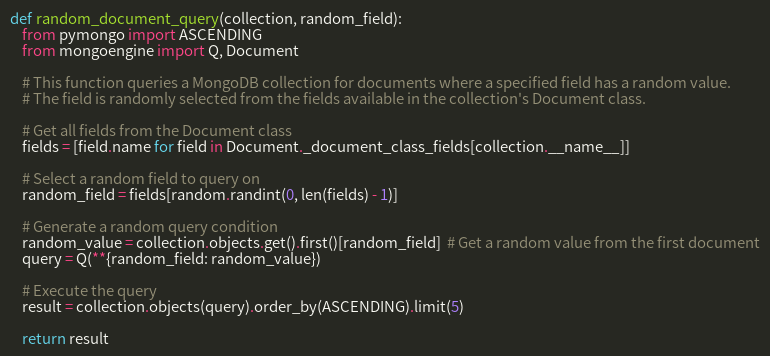 def random_document_query(collection, random_field):
from pymongo import ASCENDING
from mongoengine import Q, Document
# This function queries a MongoDB collection for documents where a specified field has a random value.
# The field is randomly selected from the fields available in the collection's Document class.
# Get all fields from the Document class
fields = [field.name for field in Document._document_class_fields[collection.__name__]]
# Select a random field to query on
random_field = fields[random.randint(0, len(fields) - 1)]
# Generate a random query condition
random_value = collection.objects.get().first()[random_field]  # Get a random value from the first document
query = Q(**{random_field: random_value})
# Execute the query
result = collection.objects(query).order_by(ASCENDING).limit(5)
return result